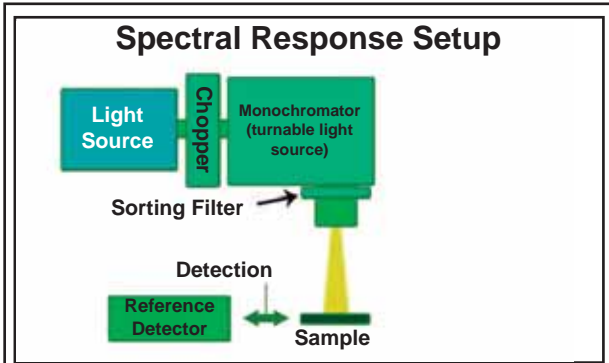 Spectral Response Setup
Light
Source
Chopper
Monochromator
(turnable light
source)
Sorting Filter
Detection
Reference
Detector
Sample